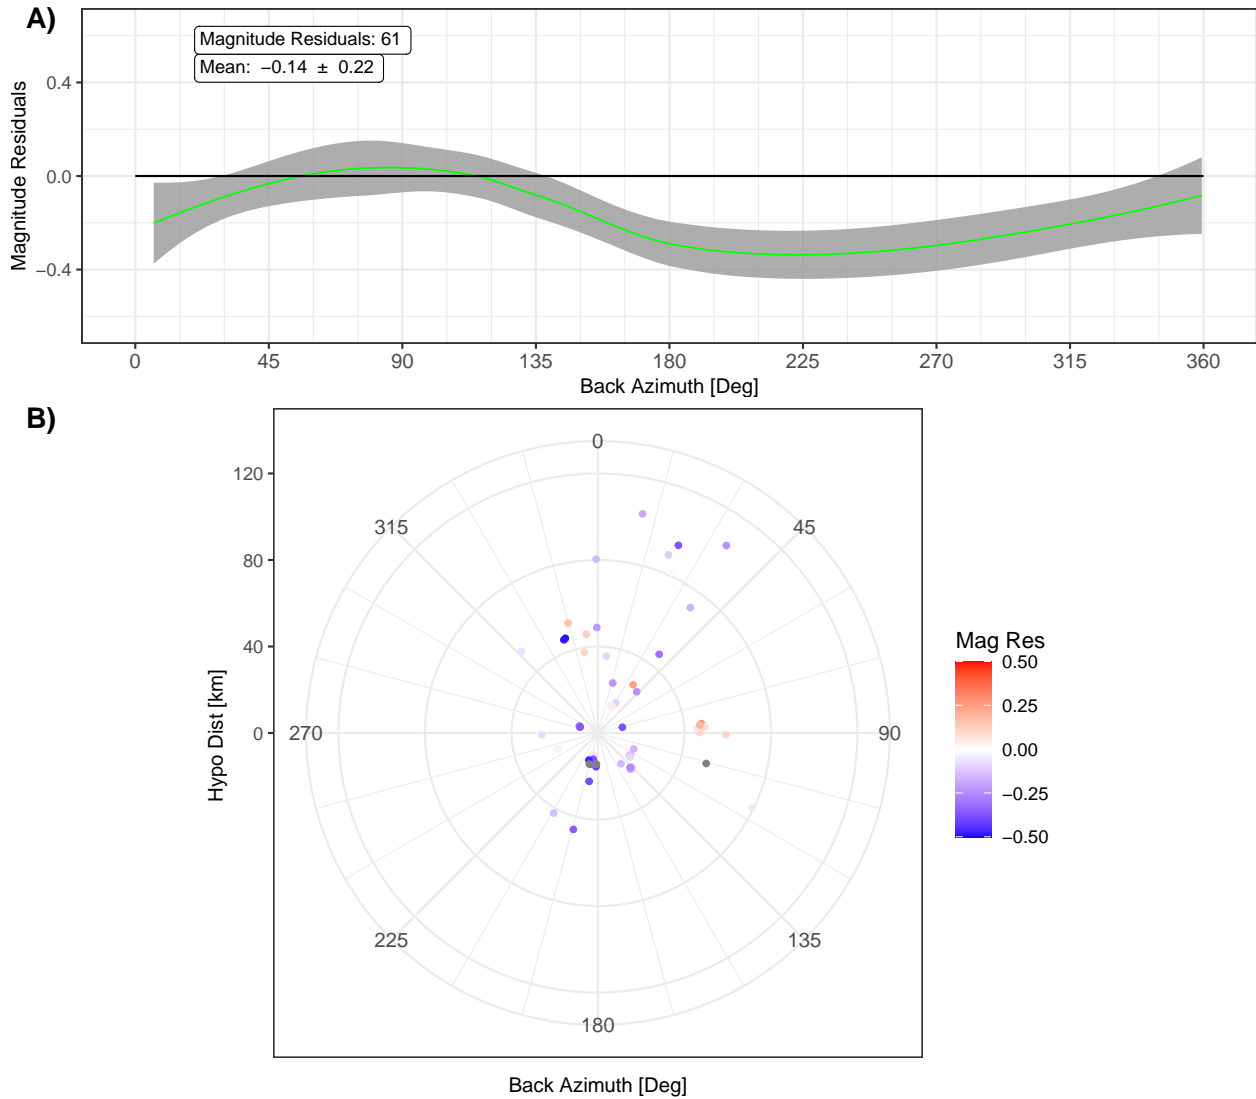 A)
Magnitude Residuals: 61
Mean: −0.14 ± 0.22
Magnitude Residuals
0.4
0.0
−0.4
0 45 90 135 180 225 270 315 360
Back Azimuth [Deg]
B)
Hypo Dist [km]
120
80
40
0
0
45
90
135
180
225
270
315
Back Azimuth [Deg]
Mag Res
0.50
0.25
0.00
−0.25
−0.50